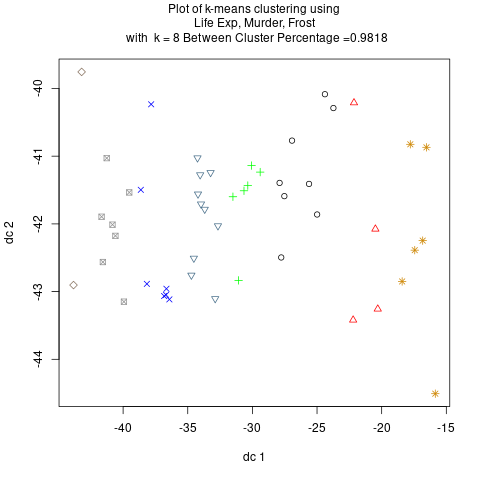 Plot of k-means clustering using
Life Exp, Murder, Frost
with  k = 8 Between Cluster Percentage =0.9818
-40
-41
-42
-43
-44
dc 2
-40 -35 -30 -25 -20 -15
dc 1